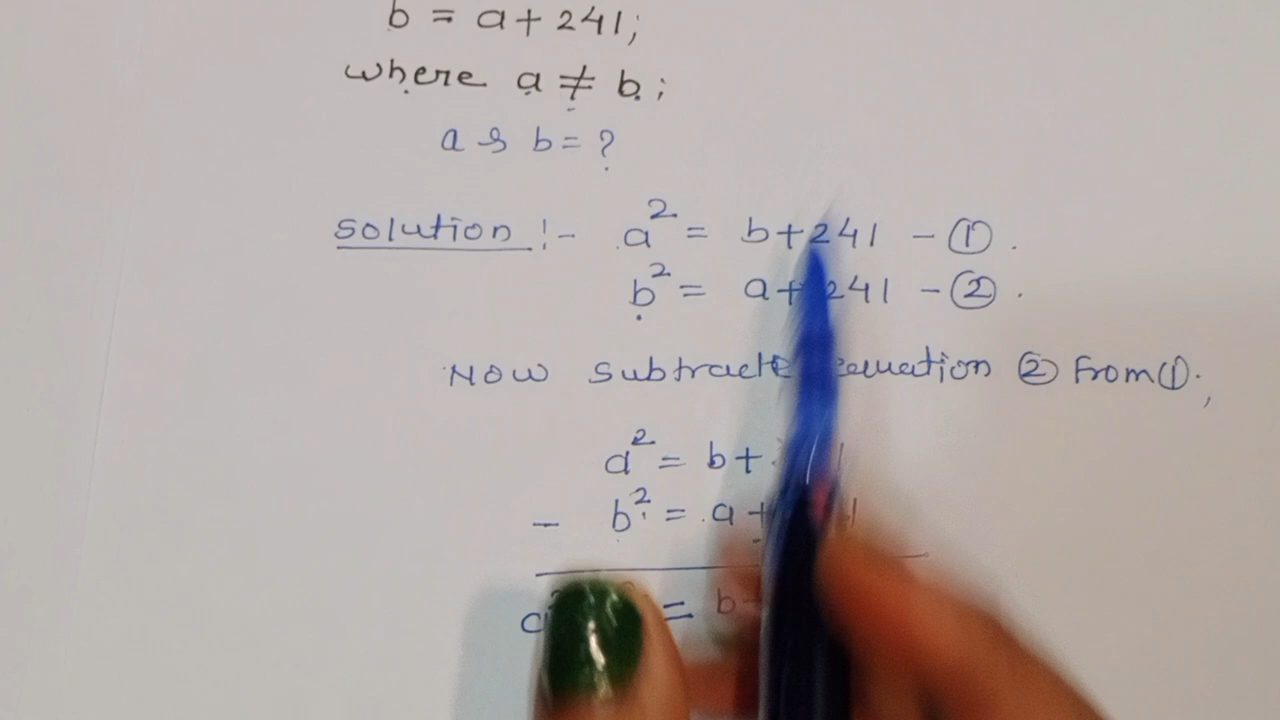 b = a + 241;
where a ≠ b;
a & b = ?
Solution :- a² = b+241 - ①.
b² = a+241 - ②.
Now subtract equation ② From ①.,
a² = b+
- b² = a+
= b-